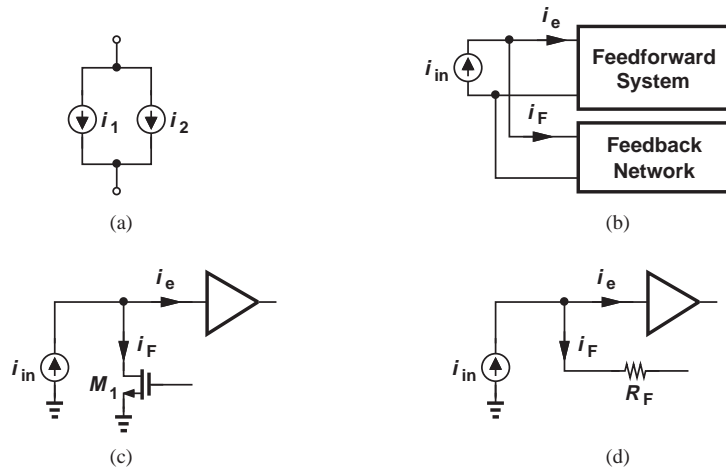 i1
i2
(a)
ie
iin
Feedforward
System
iF
Feedback
Network
(b)
ie
iF
iin
M1
(c)
ie
iF
iin
RF
(d)